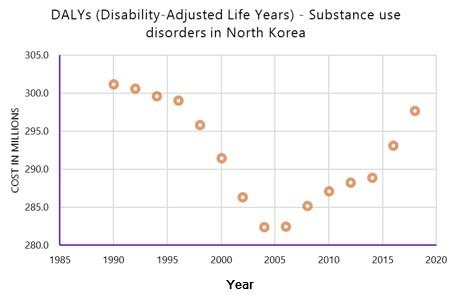 DALYs (Disability-Adjusted Life Years) - Substance use
disorders in North Korea
305.0
300.0
295.0
290.0
285.0
280.0
COST IN MILLIONS
1985 1990 1995 2000 2005 2010 2015 2020
Year